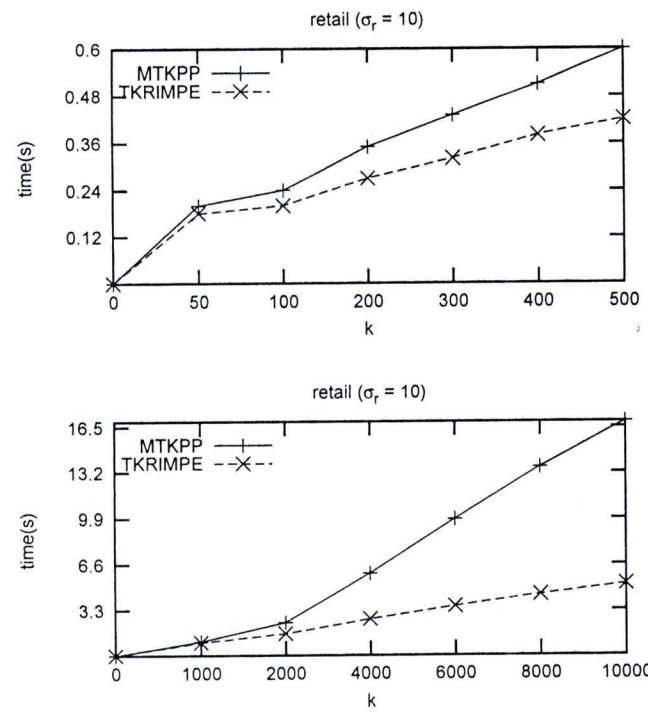 retail (σr = 10)
0.6
MTKPP
TKRIMPE
0.48
0.36
0.24
0.12
time(s)
0 50 100 200 300 400 500
k
retail (σr = 10)
16.5
MTKPP
TKRIMPE
13.2
9.9
6.6
3.3
time(s)
0 1000 2000 4000 6000 8000 10000
k